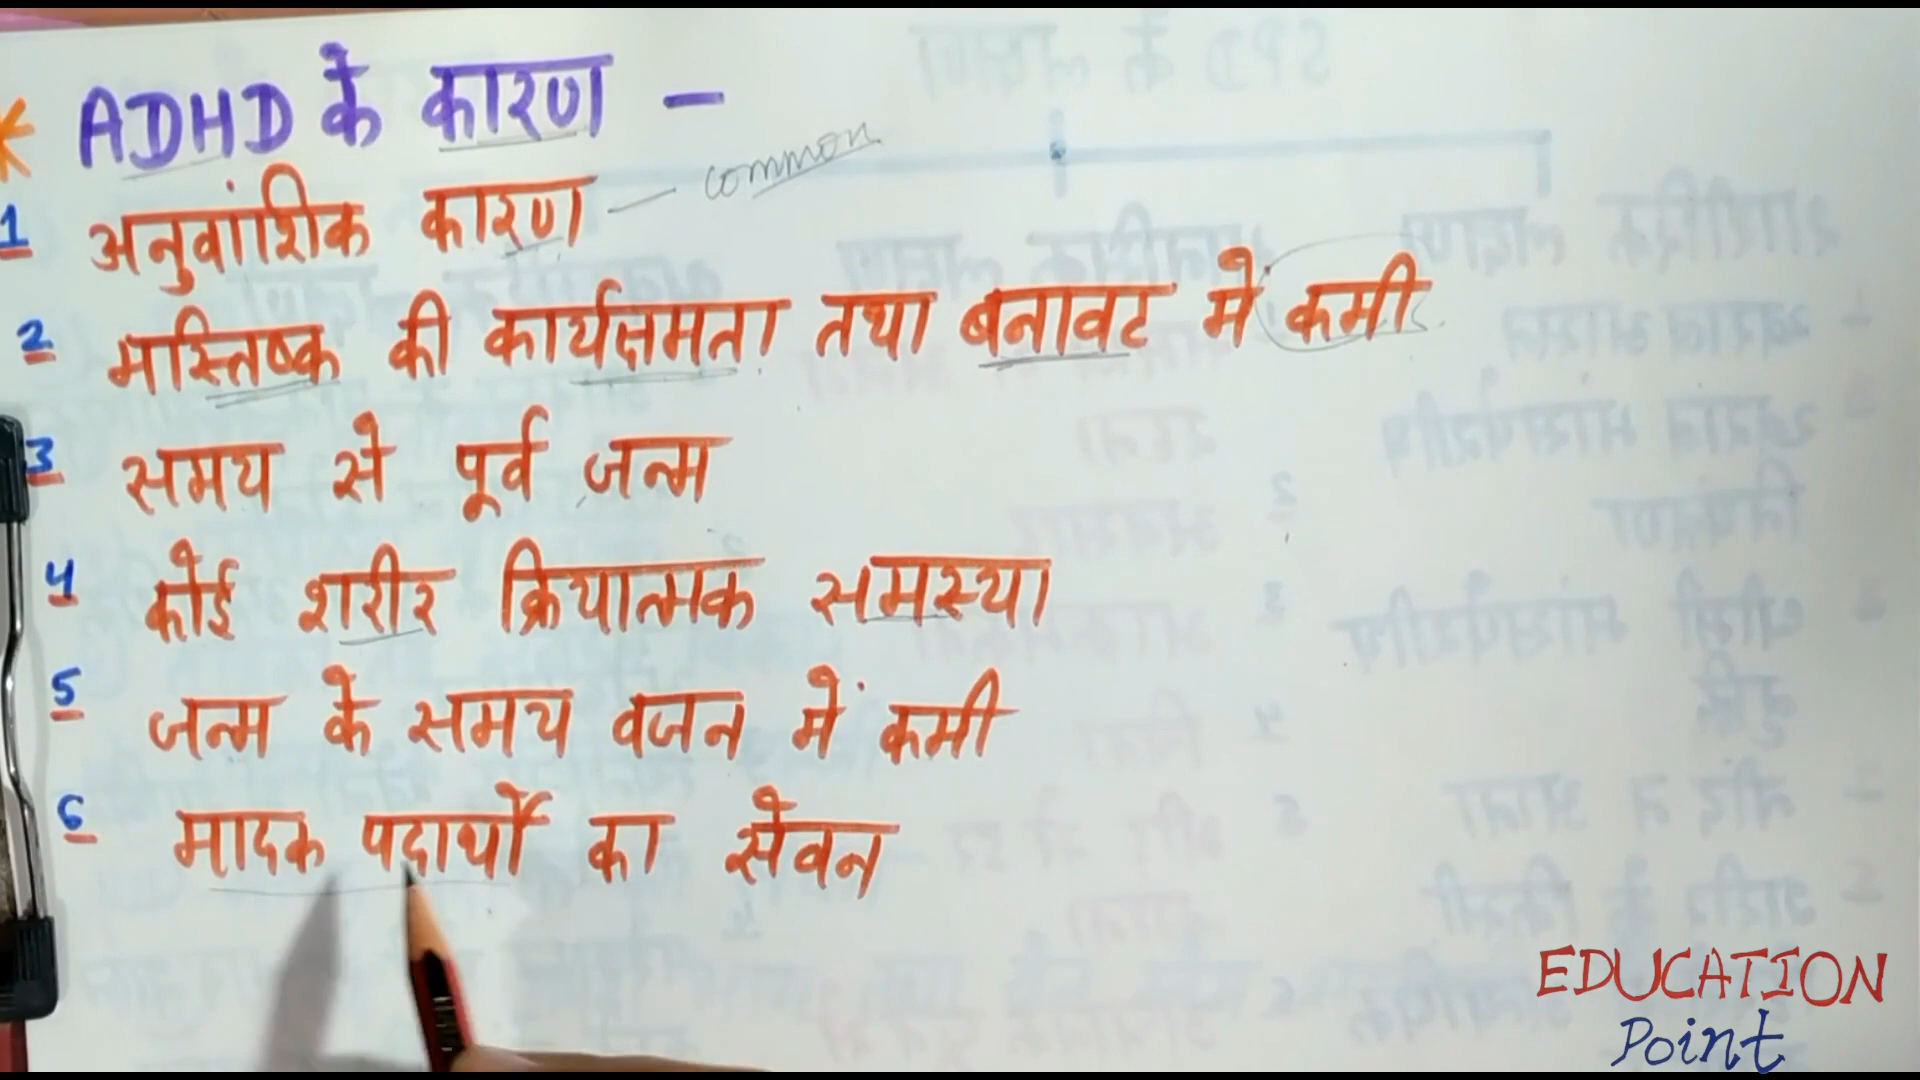 * ADHD के कारण -
1 अनुवांशिक कारण - common
2 मस्तिष्क की कार्यक्षमता तथा बनावट में कमी
3 समय से पूर्व जन्म
4 कोई शरीर क्रियात्मक समस्या
5 जन्म के समय वजन में कमी
6 मादक पदार्थों का सेवन
EDUCATION
Point